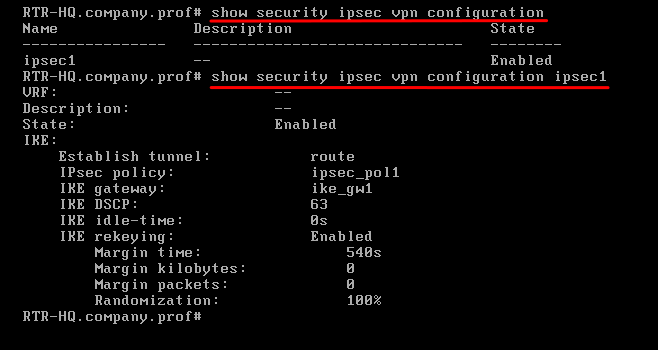 RTR-HQ.company.prof# show security ipsec vpn configuration
Name Description State
---------------- ------------------------------ --------
ipsec1 -- Enabled
RTR-HQ.company.prof# show security ipsec vpn configuration ipsec1
VRF: --
Description: --
State: Enabled
IKE:
Establish tunnel: route
IPsec policy: ipsec_pol1
IKE gateway: ike_gw1
IKE DSCP: 63
IKE idle-time: 0s
IKE rekeying: Enabled
Margin time: 540s
Margin kilobytes: 0
Margin packets: 0
Randomization: 100%
RTR-HQ.company.prof#